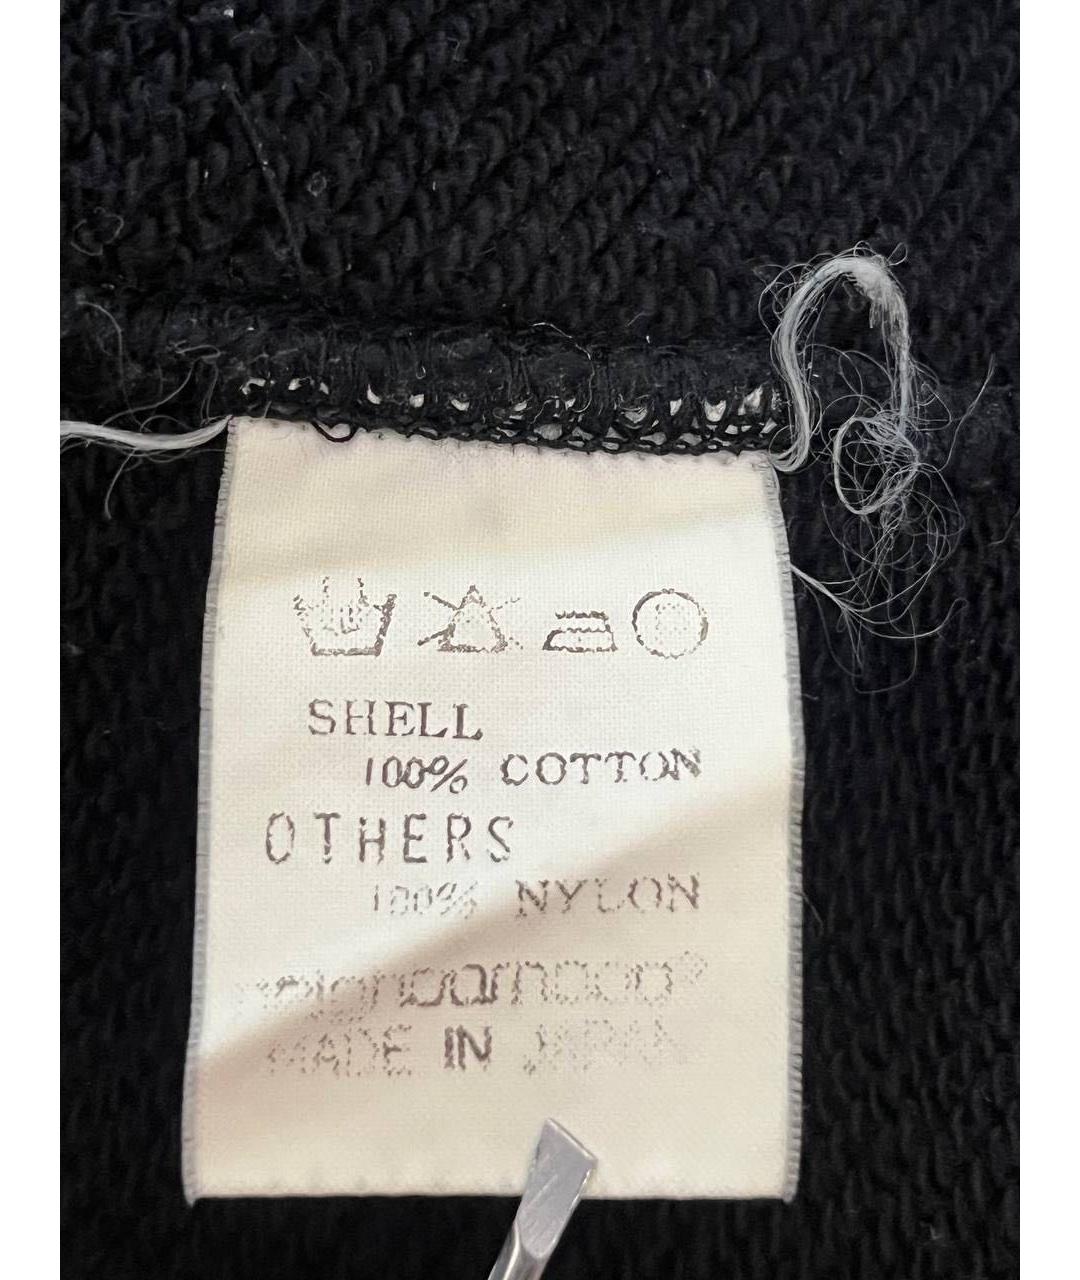 SHELL
100% COTTON
OTHERS
100% NYLON
MADE IN JAPAN